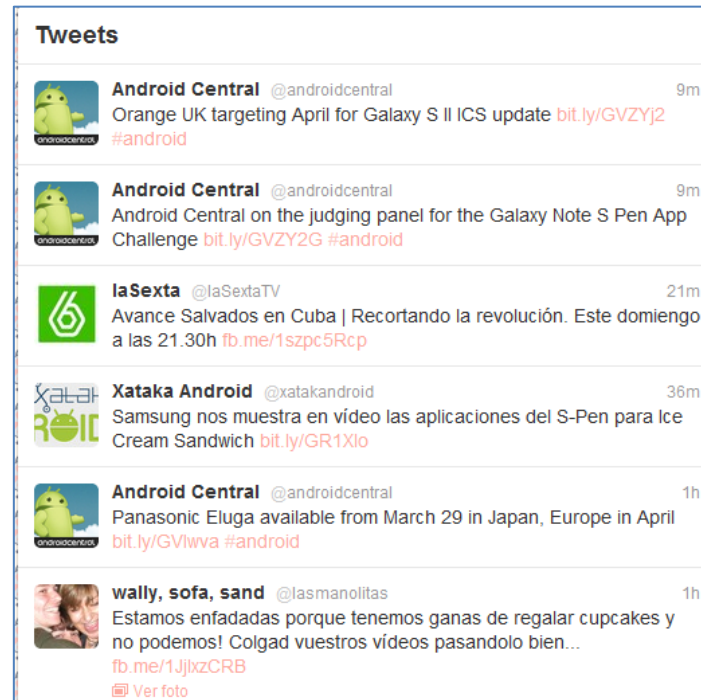 Tweets
Android Central @androidcentral 9m
Orange UK targeting April for Galaxy S II ICS update bit.ly/GVZYj2
#android
androidcentral
Android Central @androidcentral 9m
Android Central on the judging panel for the Galaxy Note S Pen App
Challenge bit.ly/GVZY2G #android
androidcentral
laSexta @laSextaTV 21m
Avance Salvados en Cuba | Recortando la revolución. Este domiengo
a las 21.30h fb.me/1szpc5Rcp
Xataka Android @xatakandroid 36m
Samsung nos muestra en vídeo las aplicaciones del S-Pen para Ice
Cream Sandwich bit.ly/GR1Xlo
Android Central @androidcentral 1h
Panasonic Eluga available from March 29 in Japan, Europe in April
bit.ly/GVlwva #android
androidcentral
wally, sofa, sand @lasmanolitas 1h
Estamos enfadadas porque tenemos ganas de regalar cupcakes y
no podemos! Colgad vuestros vídeos pasandolo bien...
fb.me/1JjlxzCRB
Ver foto